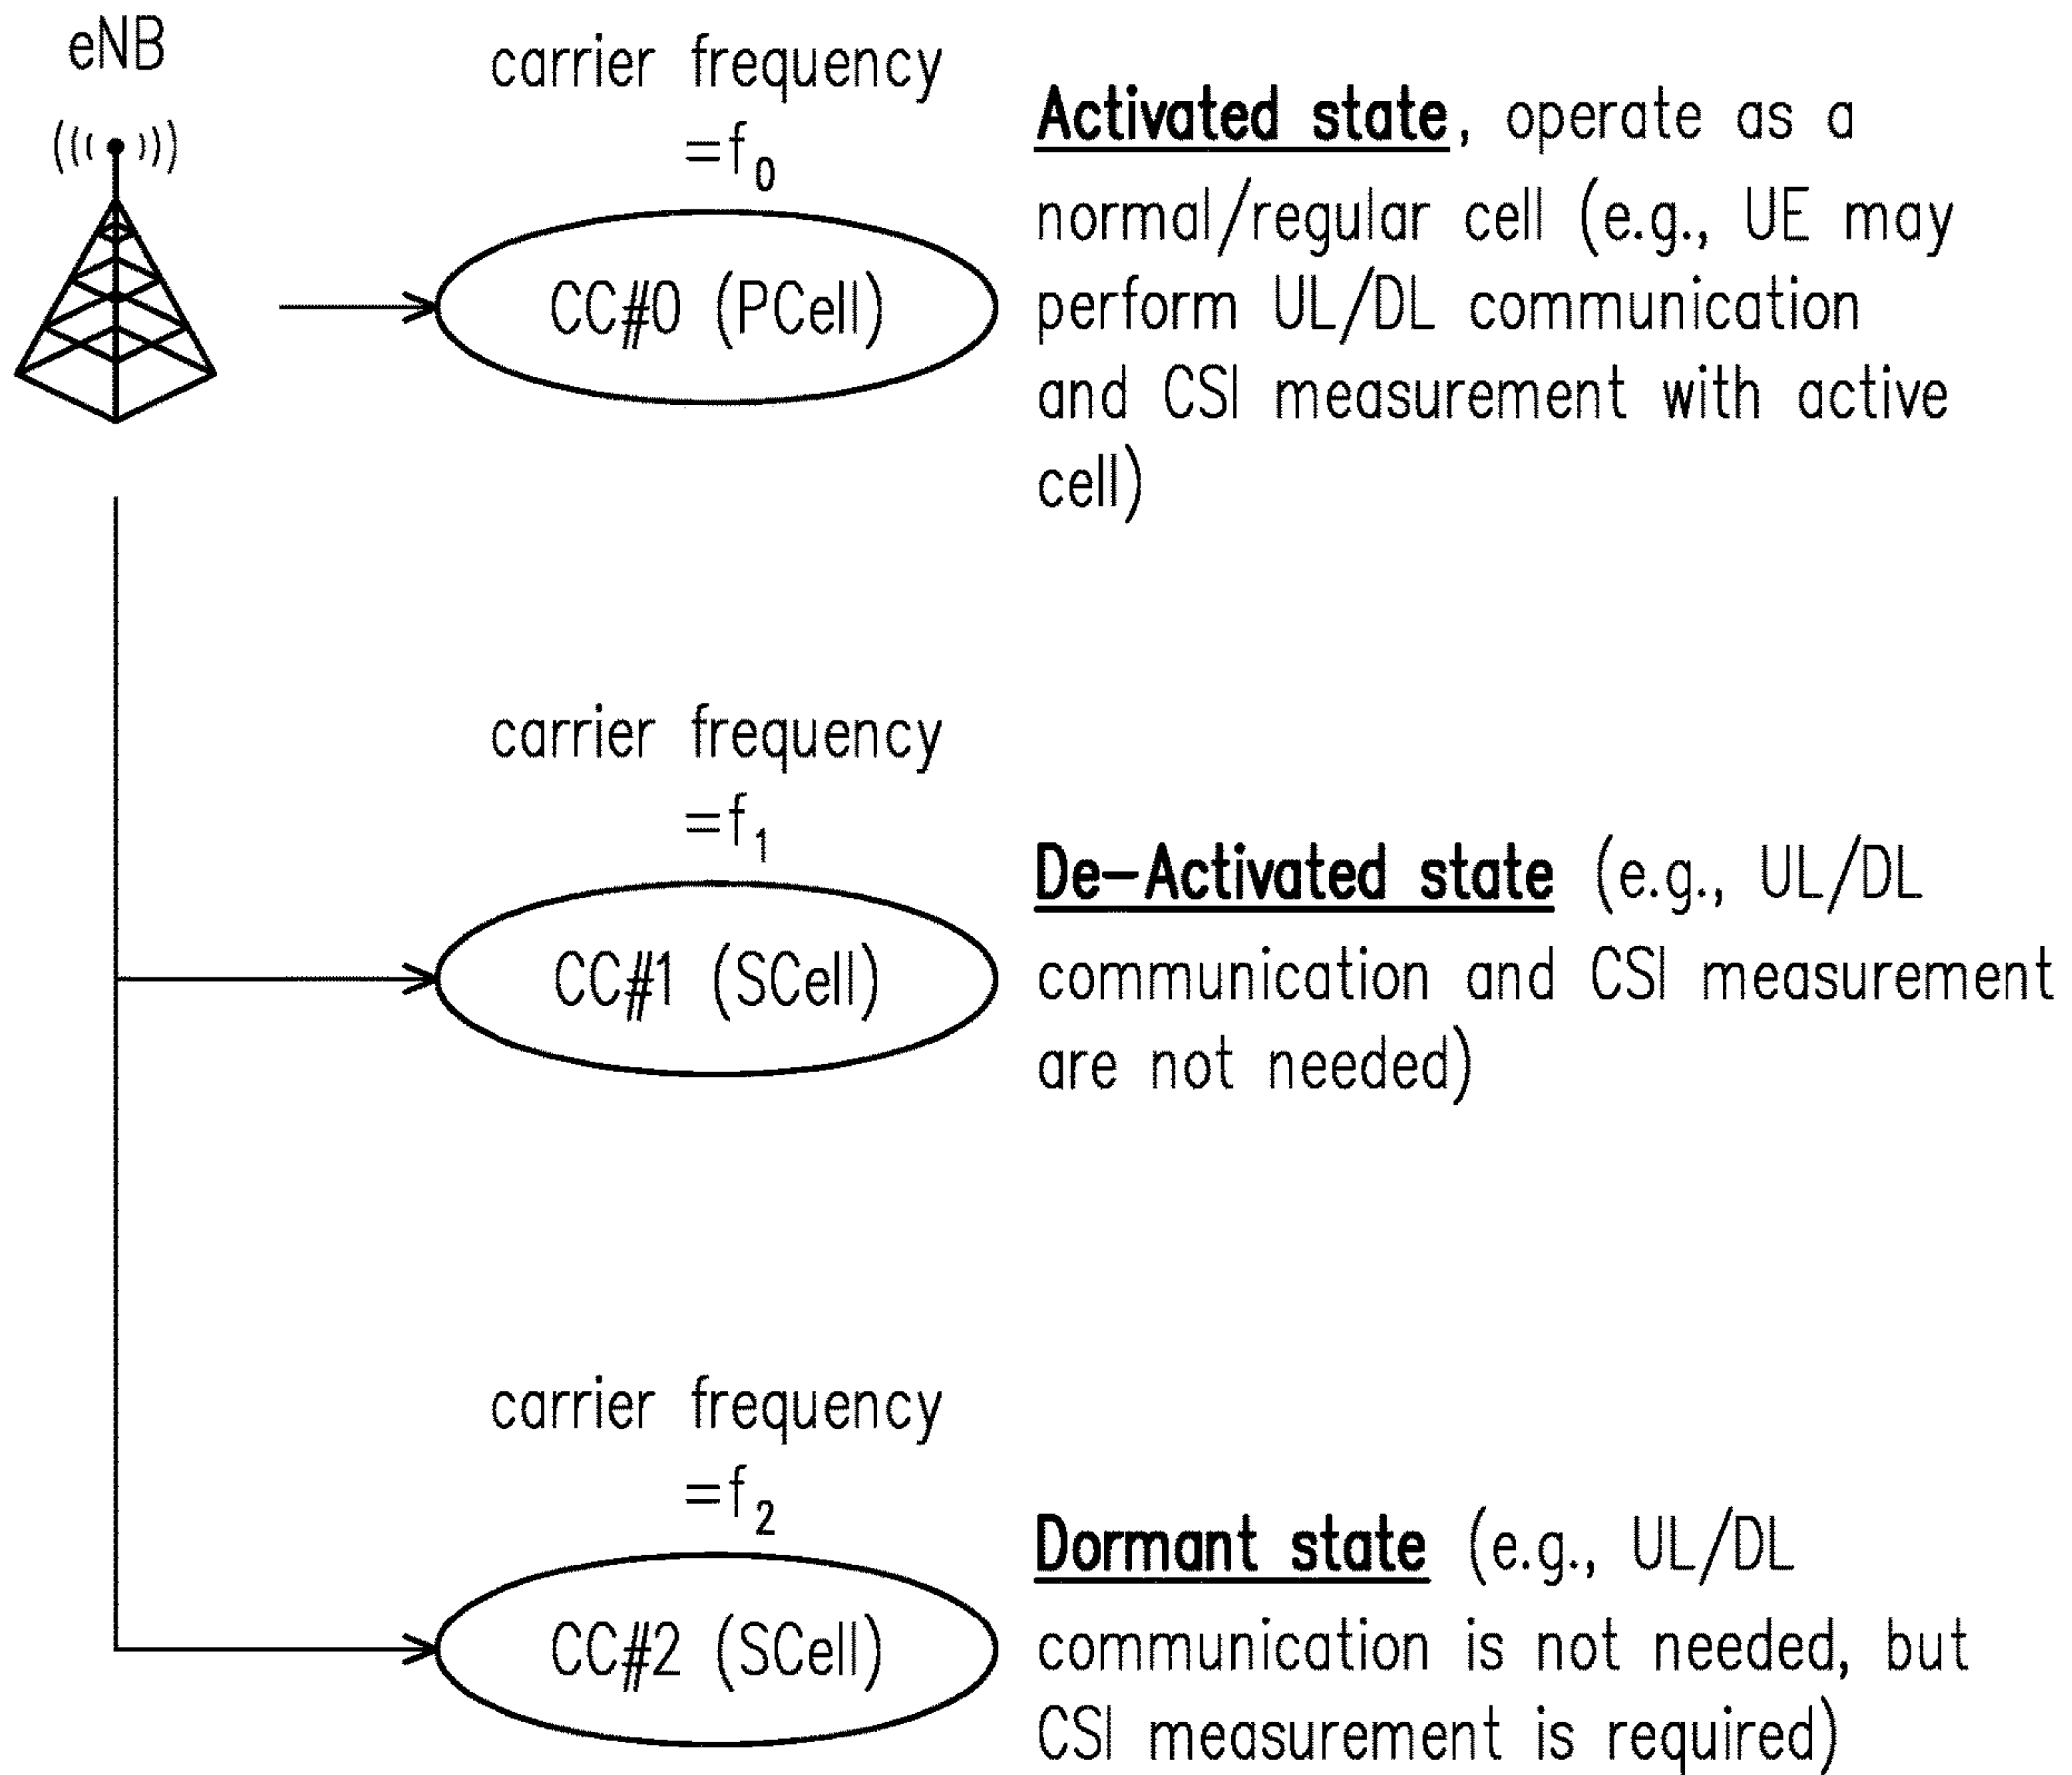 eNB
carrier frequency
=f₀
CC#0 (PCell)
Activated state, operate as a
normal/regular cell (e.g., UE may
perform UL/DL communication
and CSI measurement with active
cell)
carrier frequency
=f₁
CC#1 (SCell)
De-Activated state (e.g., UL/DL
communication and CSI measurement
are not needed)
carrier frequency
=f₂
CC#2 (SCell)
Dormant state (e.g., UL/DL
communication is not needed, but
CSI measurement is required)